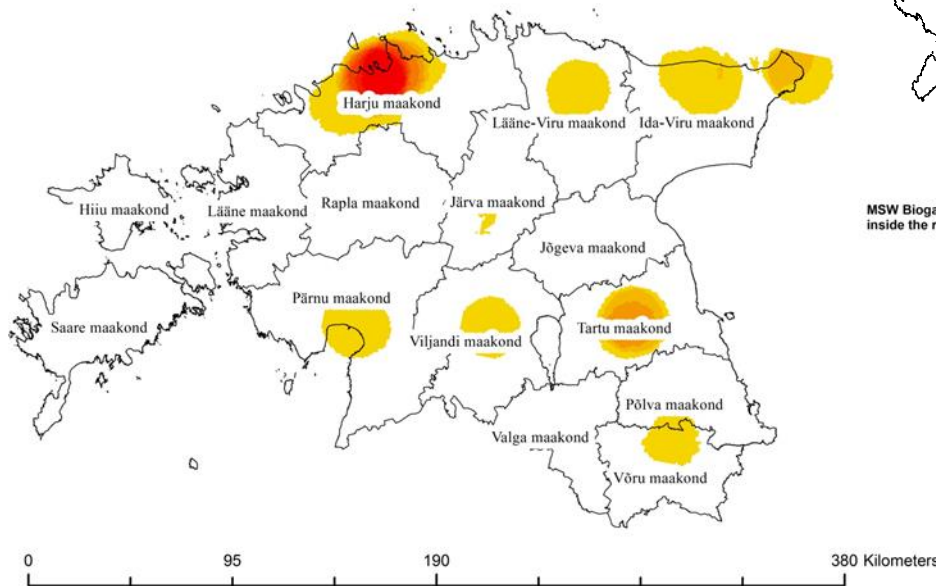 Harju maakond
Lääne-Viru maakond
Ida-Viru maakond
Hiiu maakond
Lääne maakond
Rapla maakond
Järva maakond
MSW Bioga
inside the r
Jõgeva maakond
Pärnu maakond
Saare maakond
Viljandi maakond
Tartu maakond
Põlva maakond
Valga maakond
Võru maakond
0 95 190 380 Kilometers